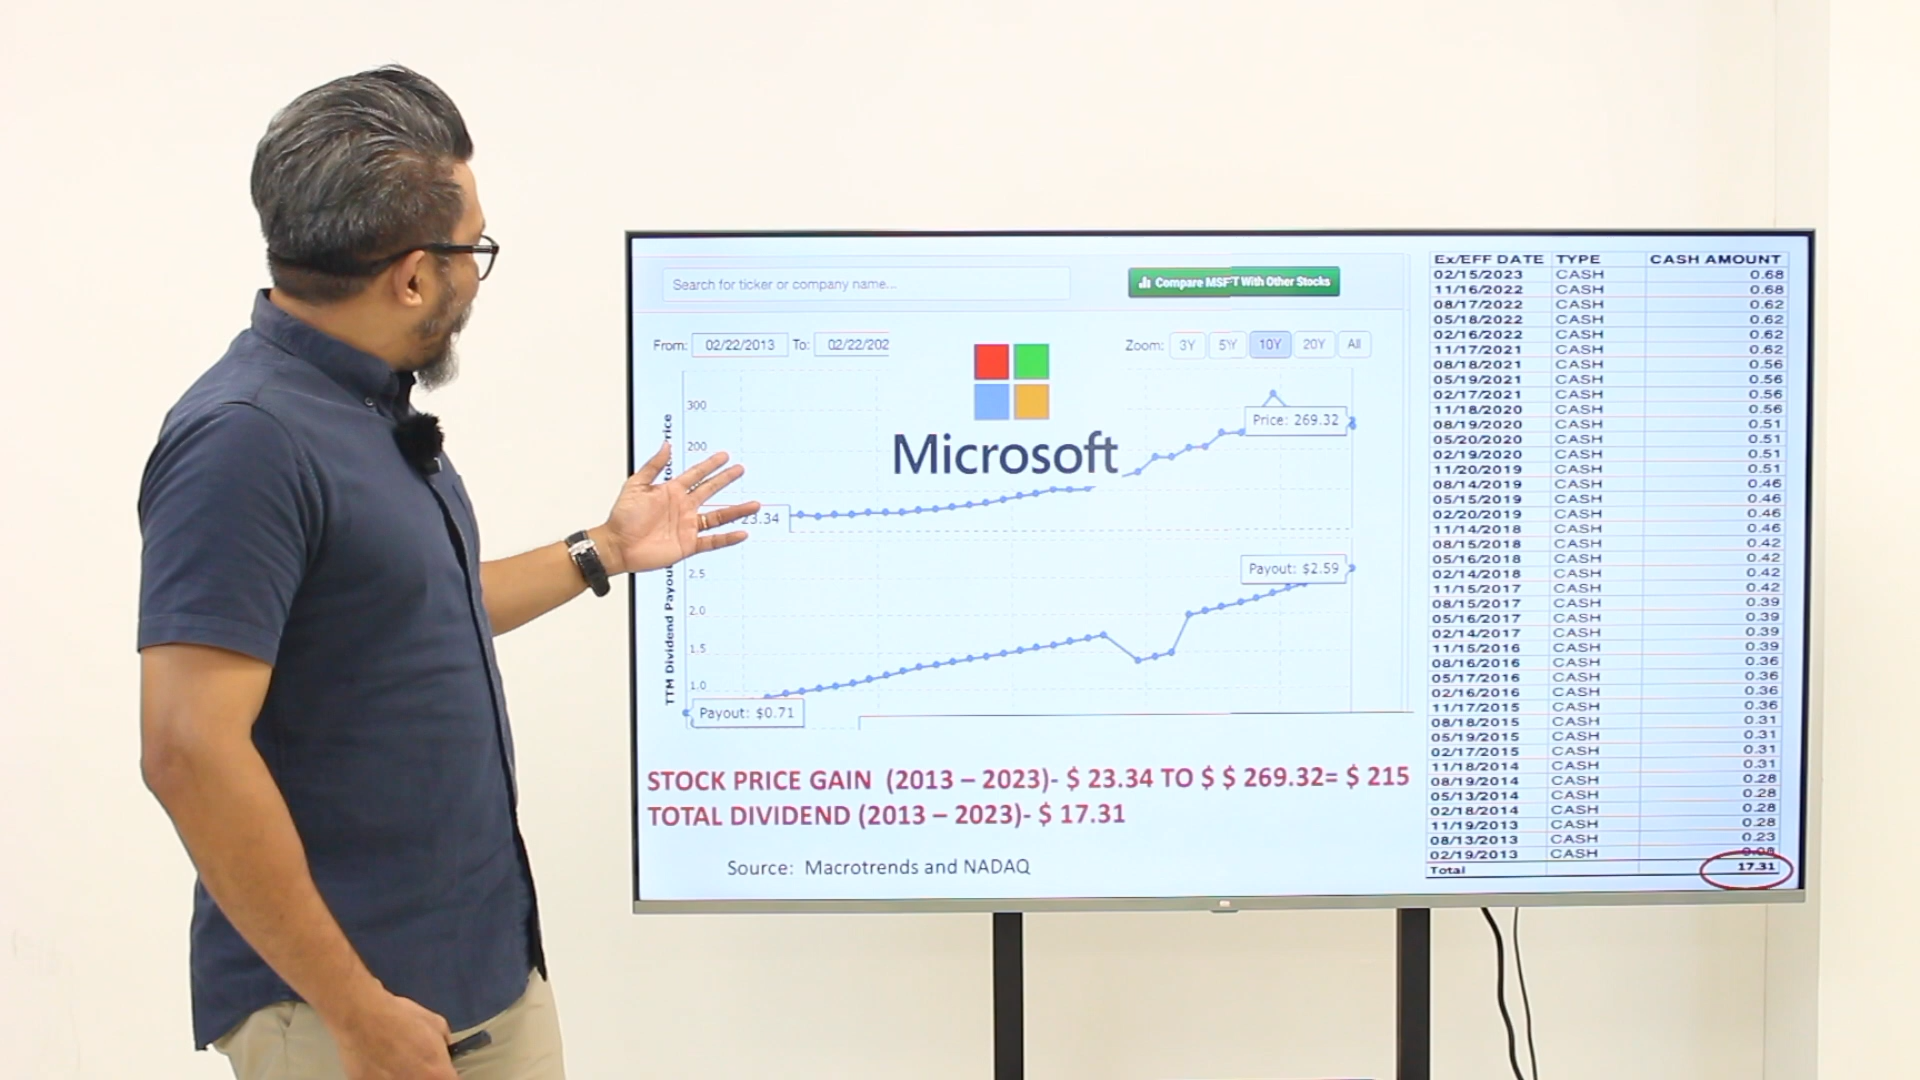 Search for ticker or company name...
Compare MSFT With Other Stocks
From: 02/22/2013 To: 02/22/202
Zoom: 3Y 5Y 10Y 20Y All
Microsoft
300
200
Price: 269.32
23.34
TTM Dividend
2.5
2.0
1.5
1.0
Payout: $2.59
Payout: $0.71
STOCK PRICE GAIN (2013 – 2023)- $ 23.34 TO $ $ 269.32= $ 215
TOTAL DIVIDEND (2013 – 2023)- $ 17.31
Source: Macrotrends and NADAQ
Ex/EFF DATE TYPE CASH AMOUNT
02/15/2023 CASH 0.68
11/16/2022 CASH 0.68
08/17/2022 CASH 0.62
05/18/2022 CASH 0.62
02/16/2022 CASH 0.62
11/17/2021 CASH 0.62
08/18/2021 CASH 0.56
05/19/2021 CASH 0.56
02/17/2021 CASH 0.56
11/18/2020 CASH 0.56
08/19/2020 CASH 0.51
05/20/2020 CASH 0.51
02/19/2020 CASH 0.51
11/20/2019 CASH 0.51
08/14/2019 CASH 0.46
05/15/2019 CASH 0.46
02/20/2019 CASH 0.46
11/14/2018 CASH 0.46
08/15/2018 CASH 0.42
05/16/2018 CASH 0.42
02/14/2018 CASH 0.42
11/15/2017 CASH 0.42
08/15/2017 CASH 0.39
05/16/2017 CASH 0.39
02/14/2017 CASH 0.39
11/15/2016 CASH 0.39
08/16/2016 CASH 0.36
05/17/2016 CASH 0.36
02/16/2016 CASH 0.36
11/17/2015 CASH 0.36
08/18/2015 CASH 0.31
05/19/2015 CASH 0.31
02/17/2015 CASH 0.31
11/18/2014 CASH 0.31
08/19/2014 CASH 0.28
05/13/2014 CASH 0.28
02/18/2014 CASH 0.28
11/19/2013 CASH 0.28
08/13/2013 CASH 0.23
02/19/2013 CASH
Total 17.31